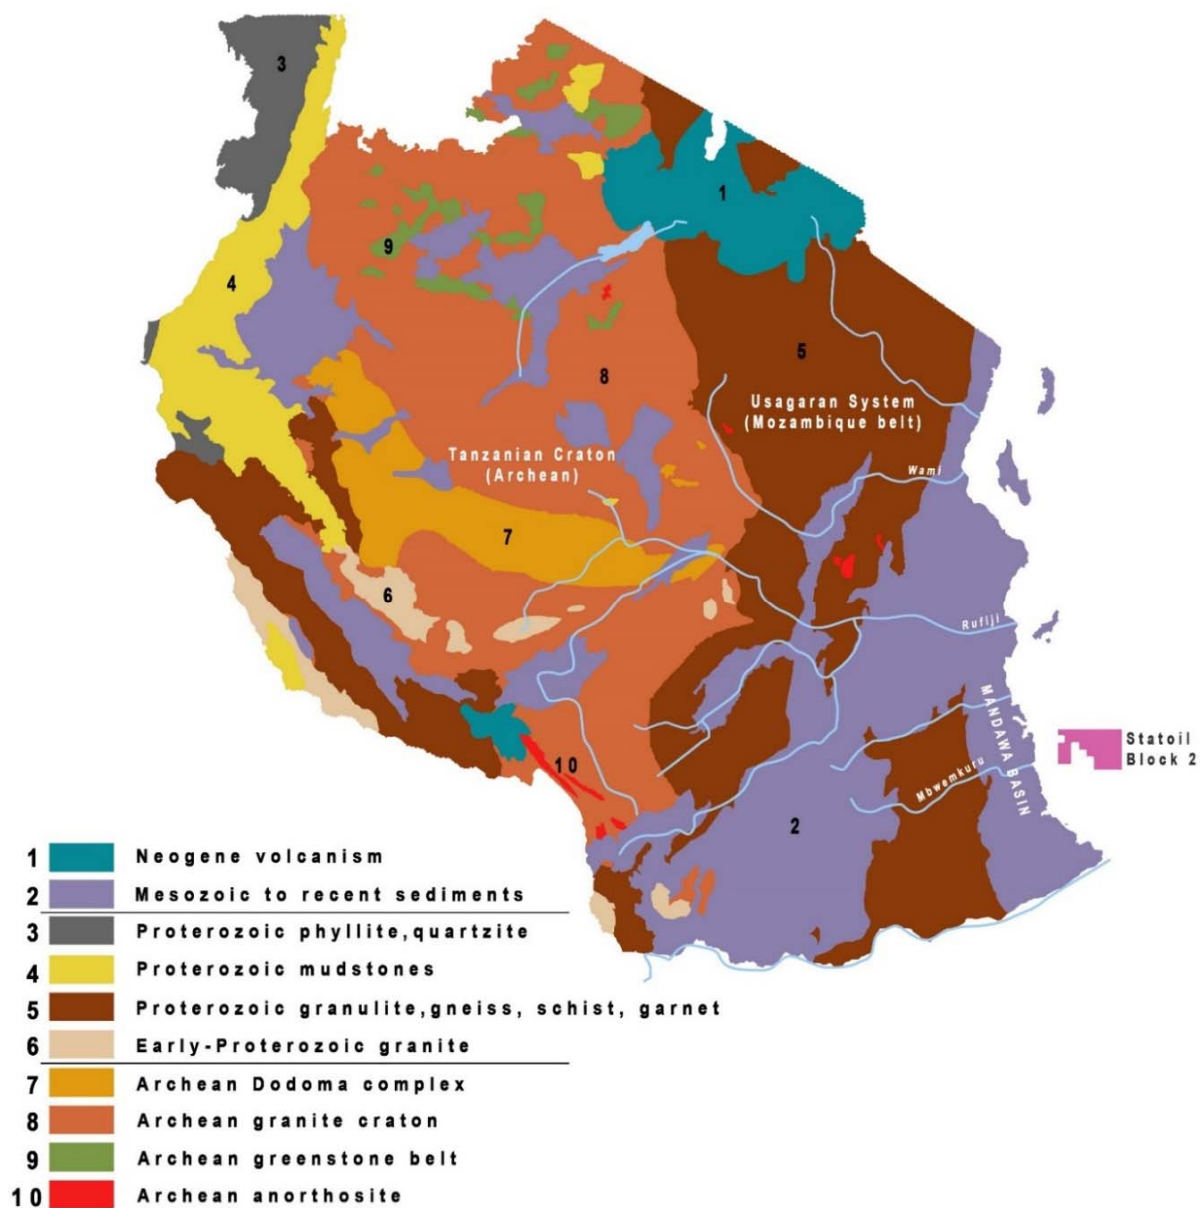 3
1
9
4
5
8
Usagaran System
(Mozambique belt)
Tanzanian Craton
(Archean)
Wami
7
6
Rufiji
MANDAWA BASIN
Statoil
Block 2
10
Mbwemkuru
2
1 Neogene volcanism
2 Mesozoic to recent sediments
3 Proterozoic phyllite,quartzite
4 Proterozoic mudstones
5 Proterozoic granulite,gneiss, schist, garnet
6 Early-Proterozoic granite
7 Archean Dodoma complex
8 Archean granite craton
9 Archean greenstone belt
10 Archean anorthosite